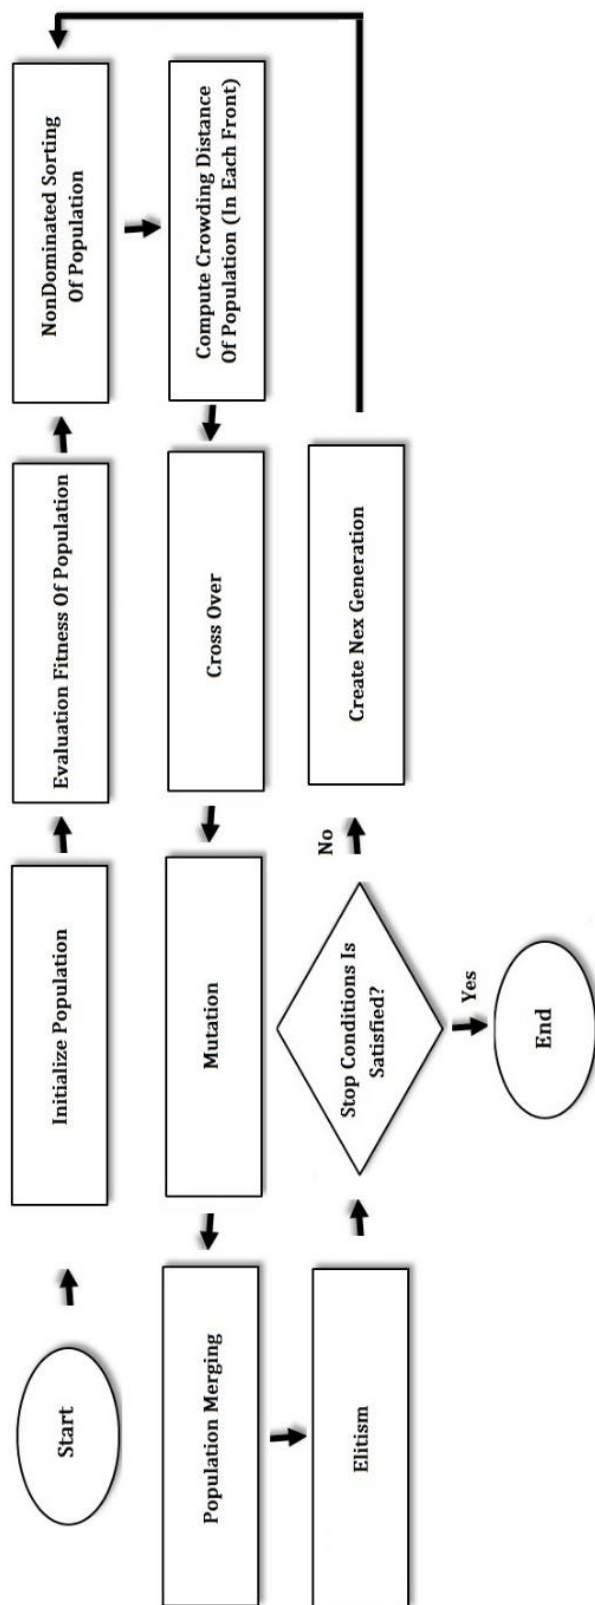 Start
Initialize Population
Evaluation Fitness Of Population
NonDominated Sorting
Of Population
Compute Crowding Distance
Of Population (In Each Front)
Cross Over
Mutation
Population Merging
Elitism
Stop Conditions Is
Satisfied?
No
Create Nex Generation
Yes
End